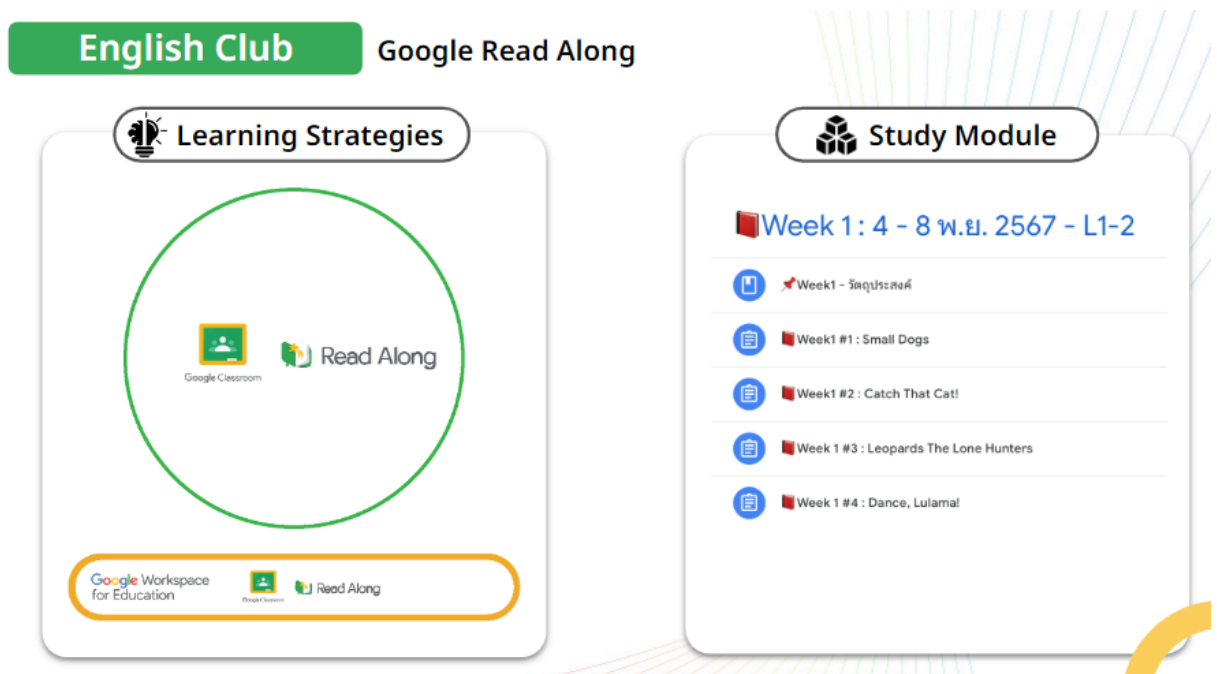 English Club
Google Read Along
Learning Strategies
Google Classroom
Read Along
Google Workspace
for Education
Google Classroom
Read Along
Study Module
Week 1 : 4 - 8 พ.ย. 2567 - L1-2
Week1 - วัตถุประสงค์
Week1 #1 : Small Dogs
Week1 #2 : Catch That Cat!
Week 1 #3 : Leopards The Lone Hunters
Week 1 #4 : Dance, Lulama!